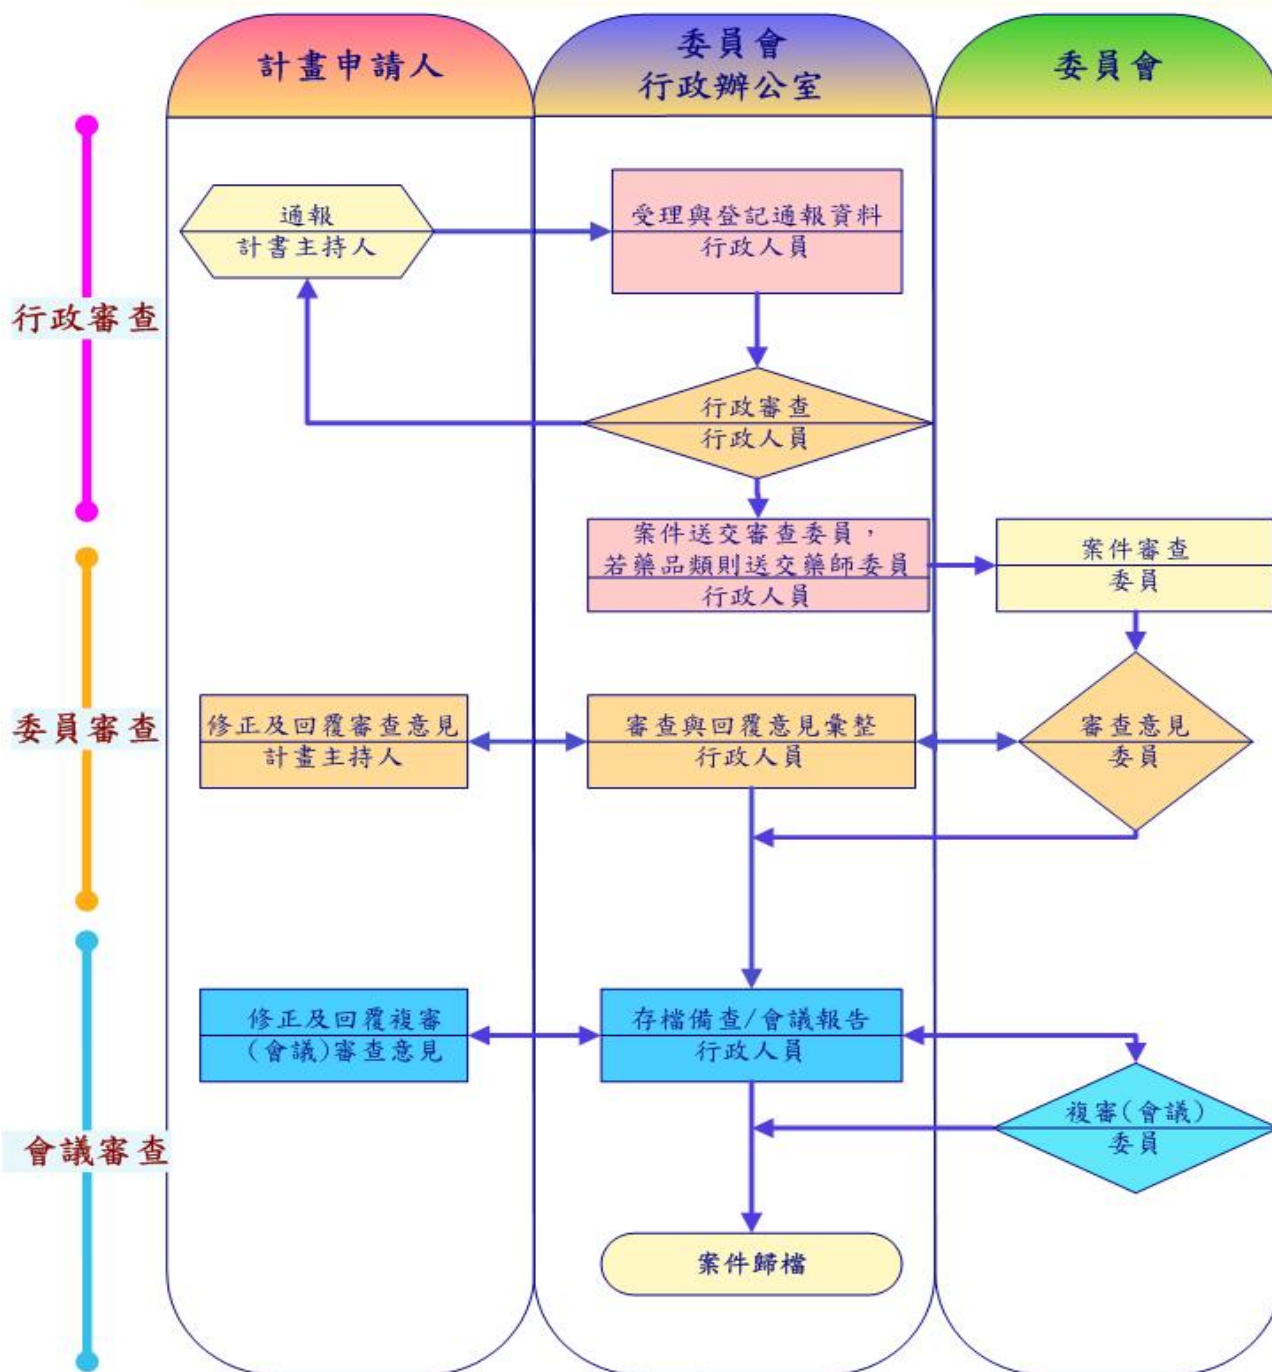 計畫申請人
委員會
行政辦公室
委員會
行政審查
通報
計書主持人
受理與登記通報資料
行政人員
行政審查
行政人員
案件送交審查委員，
若藥品類則送交藥師委員
行政人員
案件審查
委員
委員審查
修正及回覆審查意見
計畫主持人
審查與回覆意見彙整
行政人員
審查意見
委員
會議審查
修正及回覆複審
(會議)審查意見
存檔備查/會議報告
行政人員
複審(會議)
委員
案件歸檔